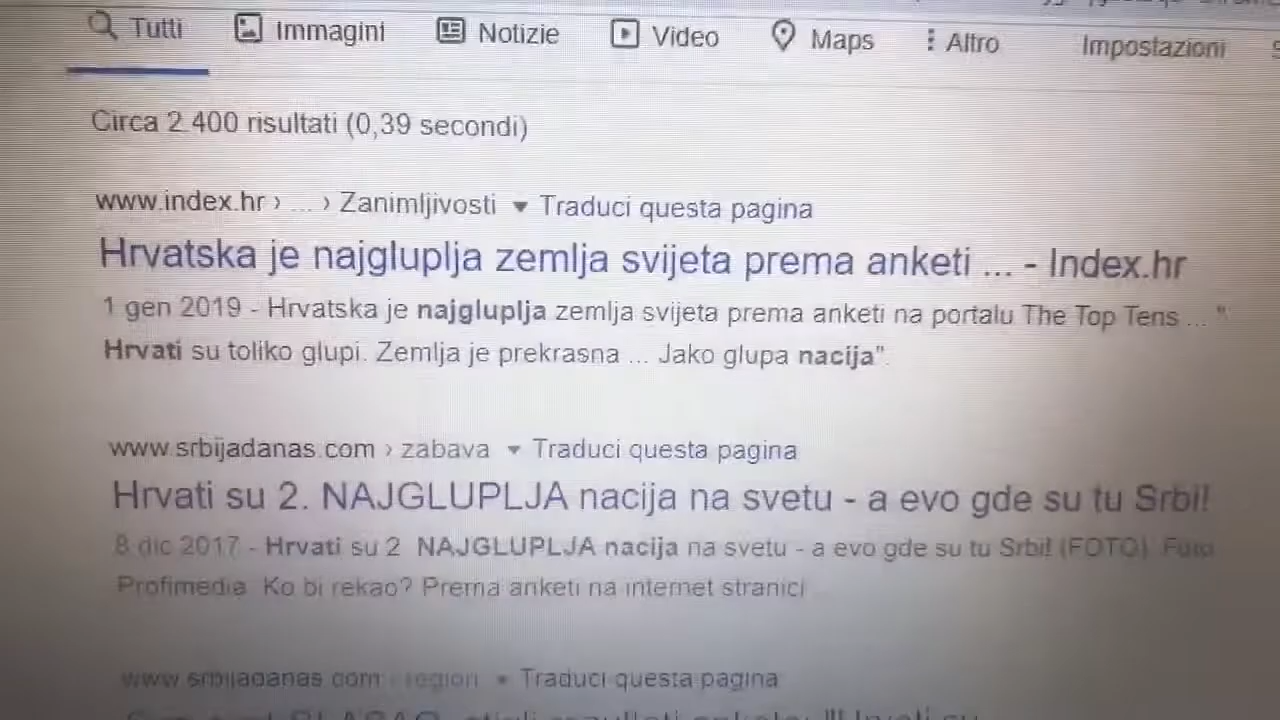 Tutti Immagini Notizie Video Maps Altro Impostazioni
Circa 2.400 risultati (0,39 secondi)
www.index.hr › ... › Zanimljivosti ▼ Traduci questa pagina
Hrvatska je najgluplja zemlja svijeta prema anketi ... - Index.hr
1 gen 2019 - Hrvatska je najgluplja zemlja svijeta prema anketi na portalu The Top Tens ... "
Hrvati su toliko glupi. Zemlja je prekrasna ... Jako glupa nacija".
www.srbijadanas.com › zabava ▼ Traduci questa pagina
Hrvati su 2. NAJGLUPLJA nacija na svetu - a evo gde su tu Srbi!
8 dic 2017 - Hrvati su 2. NAJGLUPLJA nacija na svetu - a evo gde su tu Srbi! (FOTO). Foto
Profimedia. Ko bi rekao? Prema anketi na internet stranici
www.srbijadanas.com › region ▼ Traduci questa pagina